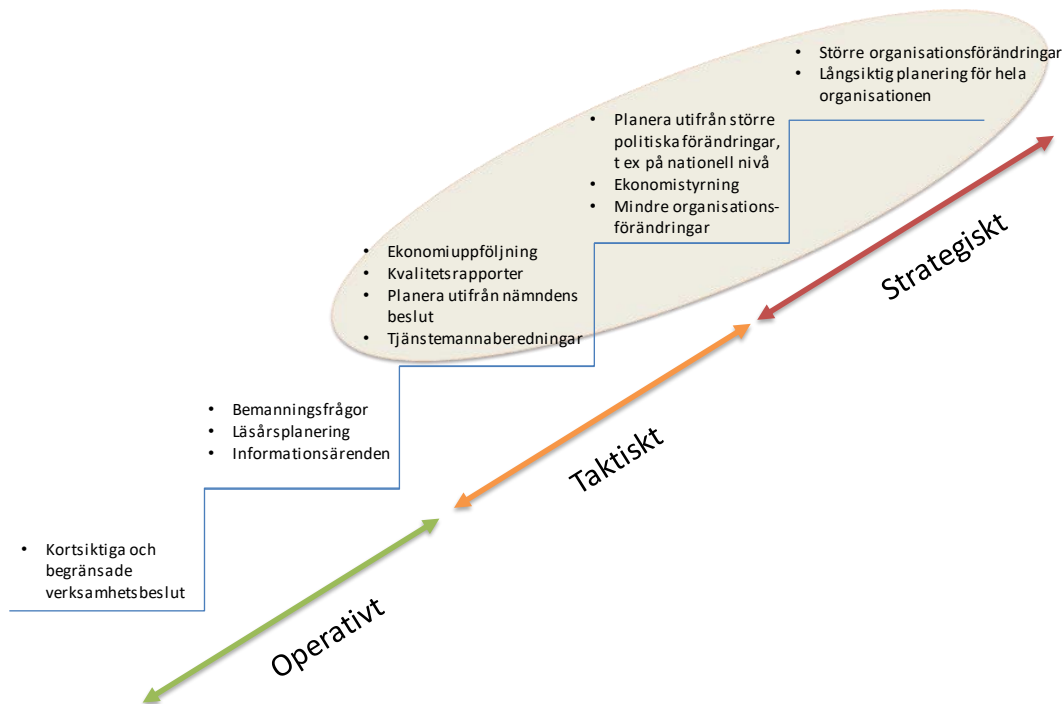 • Större organisationsförändringar
• Långsiktig planering för hela
organisationen
• Planera utifrån större
politiska förändringar,
t ex på nationell nivå
• Ekonomistyrning
• Mindre organisations-
förändringar
• Ekonomiuppföljning
• Kvalitetsrapporter
• Planera utifrån nämndens
beslut
• Tjänstemannaberedningar
• Bemanningsfrågor
• Läsårsplanering
• Informationsärenden
• Kortsiktiga och
begränsade
verksamhetsbeslut
Strategiskt
Taktiskt
Operativt